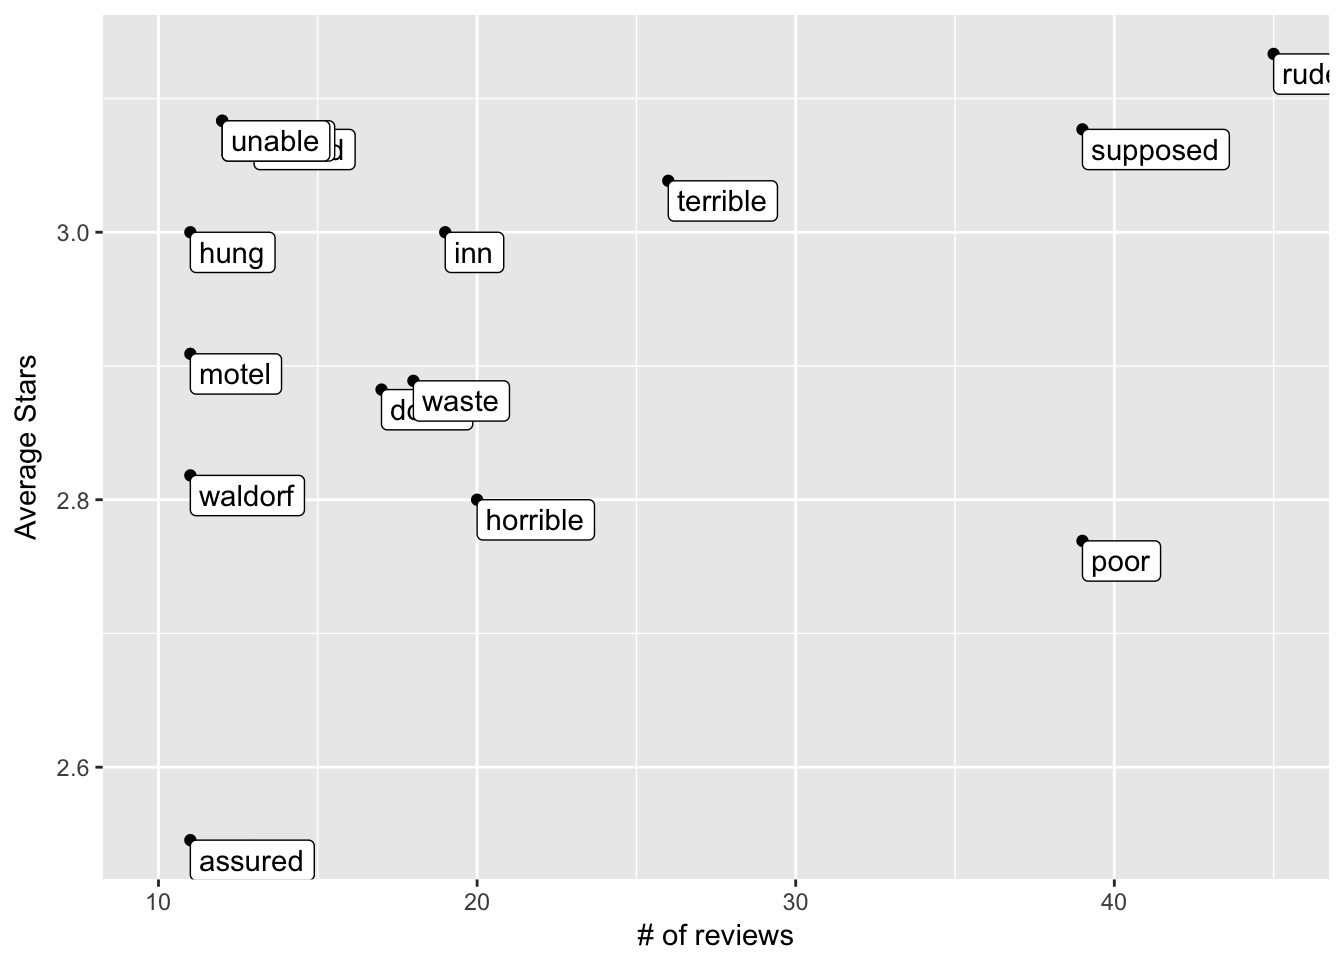 rude
unable
supposed
terrible
3.0
hung
inn
motel
waste
Average Stars
2.8
waldorf
horrible
poor
2.6
assured
10
20
30
40
# of reviews